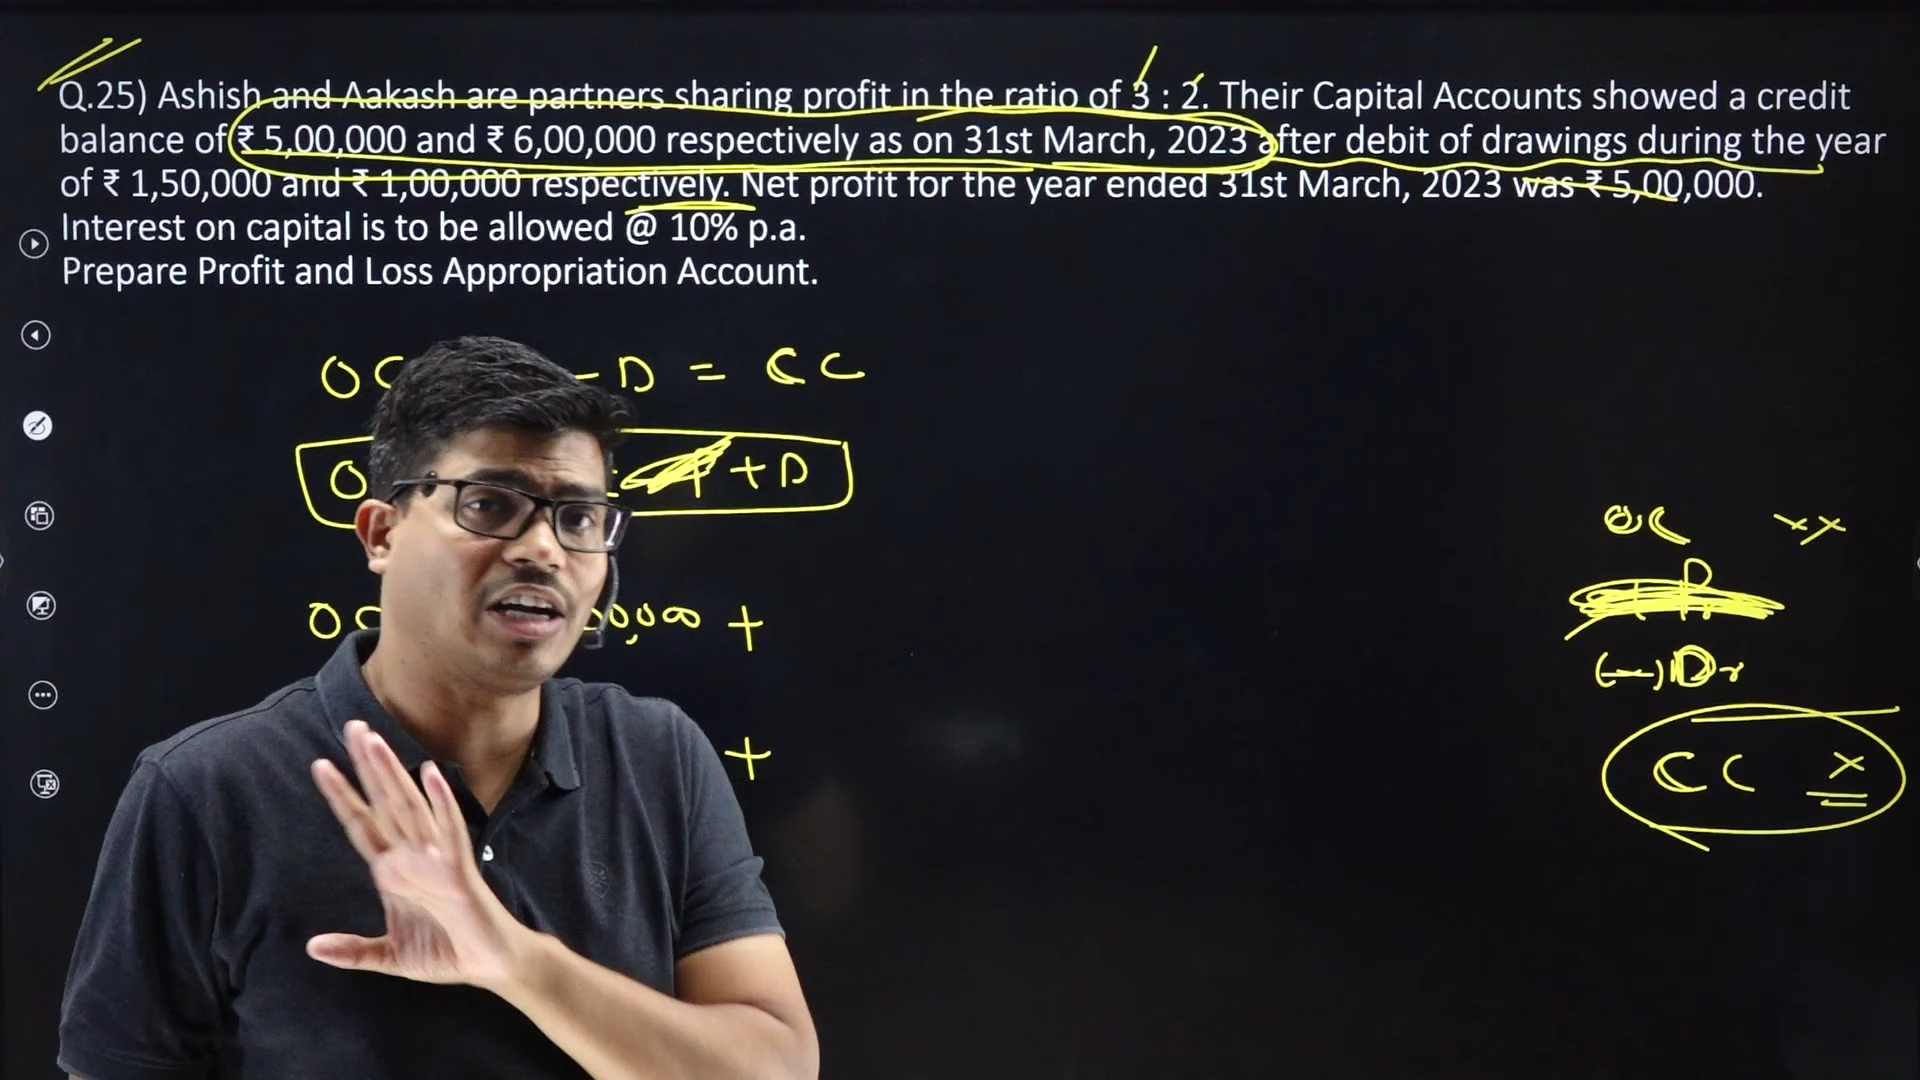 Q.25) Ashish and Aakash are partners sharing profit in the ratio of 3 : 2. Their Capital Accounts showed a credit
balance of ₹ 5,00,000 and ₹ 6,00,000 respectively as on 31st March, 2023 after debit of drawings during the year
of ₹ 1,50,000 and ₹ 1,00,000 respectively. Net profit for the year ended 31st March, 2023 was ₹ 5,00,000.
Interest on capital is to be allowed @ 10% p.a.
Prepare Profit and Loss Appropriation Account.
OC - D = CC
+ D
OC xx
(-) Dr
CC x
+
+